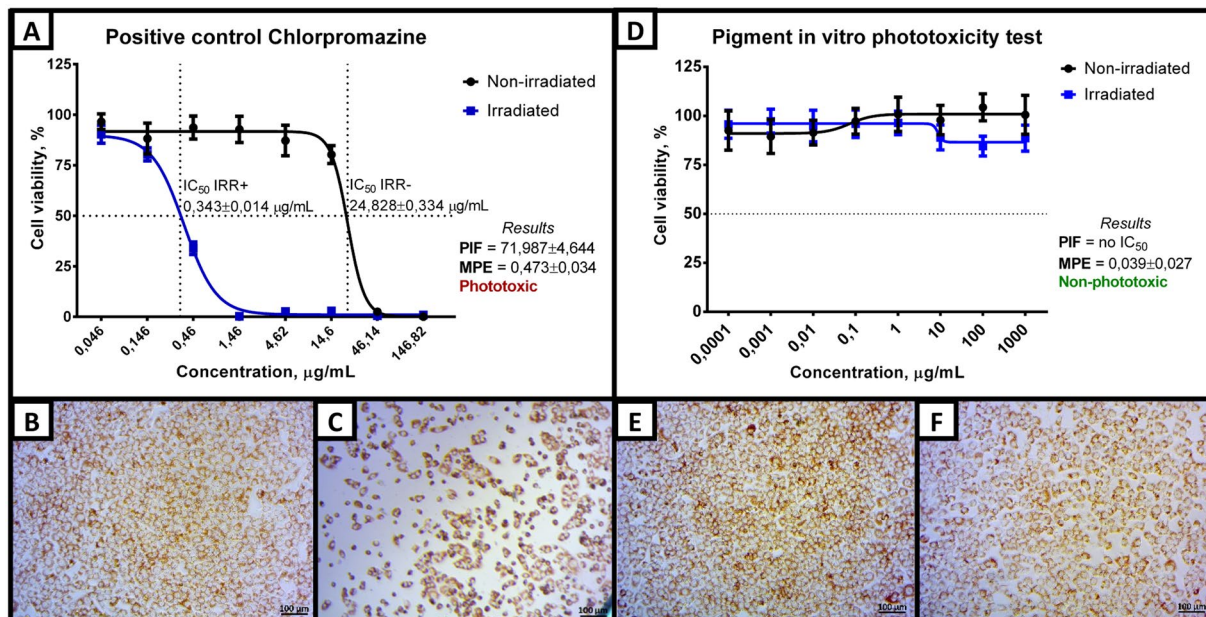 A
Positive control Chlorpromazine
Cell viability, %
125
100
75
50
25
0
Non-irradiated
Irradiated
IC50 IRR+
0,343±0,014 µg/mL
IC50 IRR-
24,828±0,334 µg/mL
Results
PIF = 71,987±4,644
MPE = 0,473±0,034
Phototoxic
0,046
0,146
0,46
1,46
4,62
14,6
46,14
146,82
Concentration, µg/mL
D
Pigment in vitro phototoxicity test
Cell viability, %
125
100
75
50
25
0
Non-irradiated
Irradiated
Results
PIF = no IC50
MPE = 0,039±0,027
Non-phototoxic
0,0001
0,001
0,01
0,1
1
10
100
1000
Concentration, µg/mL
B
100 µm
C
100 µm
E
100 µm
F
100 µm